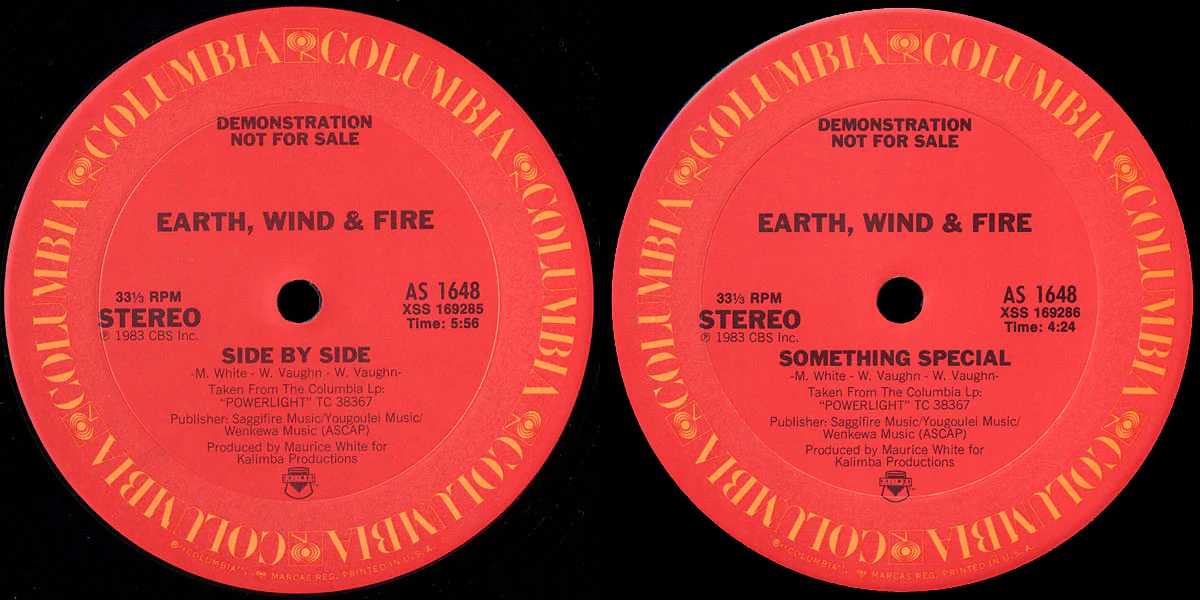 COLUMBIA COLUMBIA COLUMBIA COLUMBIA COLUMBIA COLUMBIA COLUMBIA COLUMBIA
DEMONSTRATION
NOT FOR SALE
EARTH, WIND & FIRE
33⅓ RPM
STEREO
℗ 1983 CBS Inc.
AS 1648
XSS 169285
Time: 5:56
SIDE BY SIDE
-M. White - W. Vaughn - W. Vaughn-
Taken From The Columbia Lp:
"POWERLIGHT" TC 38367
Publisher: Saggifire Music/Yougoulei Music/
Wenkewa Music (ASCAP)
Produced by Maurice White for
Kalimba Productions
®"COLUMBIA", MARCAS REG. PRINTED IN U.S.A.
COLUMBIA COLUMBIA COLUMBIA COLUMBIA COLUMBIA COLUMBIA COLUMBIA COLUMBIA
DEMONSTRATION
NOT FOR SALE
EARTH, WIND & FIRE
33⅓ RPM
STEREO
℗ 1983 CBS Inc.
AS 1648
XSS 169286
Time: 4:24
SOMETHING SPECIAL
-M. White - W. Vaughn - W. Vaughn-
Taken From The Columbia Lp:
"POWERLIGHT" TC 38367
Publisher: Saggifire Music/Yougoulei Music/
Wenkewa Music (ASCAP)
Produced by Maurice White for
Kalimba Productions
®"COLUMBIA", MARCAS REG. PRINTED IN U.S.A.